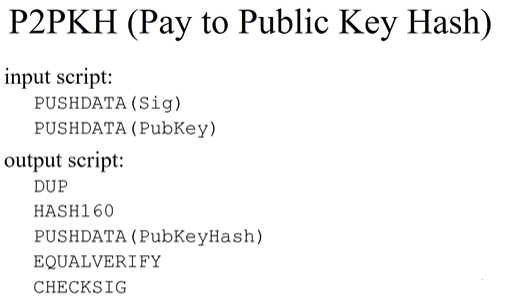 P2PKH (Pay to Public Key Hash)
input script:
PUSHDATA(Sig)
PUSHDATA(PubKey)
output script:
DUP
HASH160
PUSHDATA(PubKeyHash)
EQUALVERIFY
CHECKSIG